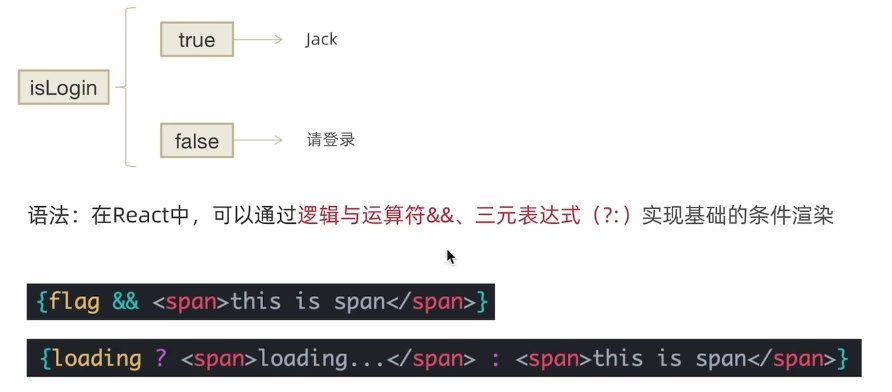 true
Jack
isLogin
false
请登录
语法：在React中，可以通过逻辑与运算符&&、三元表达式（?:）实现基础的条件渲染
{flag && <span>this is span</span>}
{loading ? <span>loading...</span> : <span>this is span</span>}